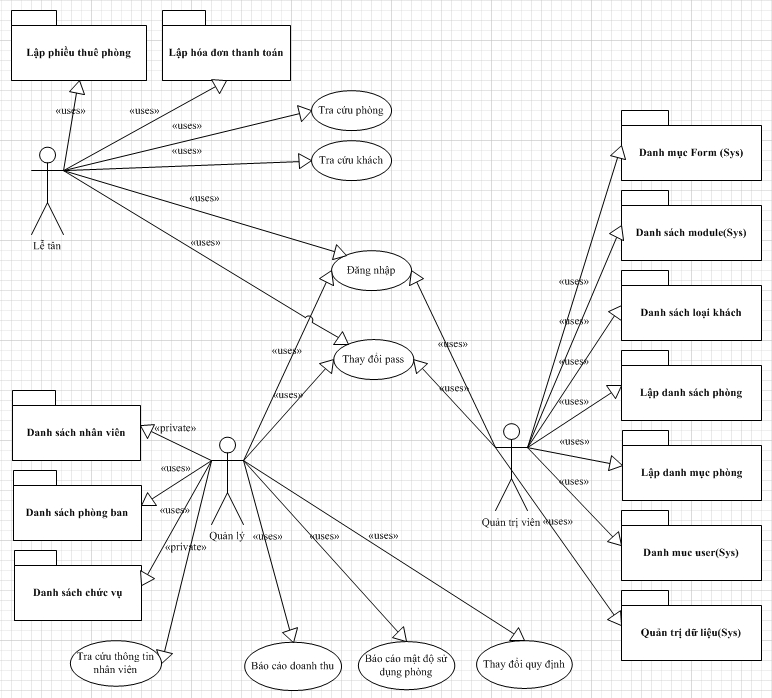 Lập phiếu thuê phòng
Lập hóa đơn thanh toán
«uses»
«uses»
Tra cứu phòng
«uses»
Tra cứu khách
«uses»
Lễ tân
«uses»
«uses»
Đăng nhập
Thay đổi pass
«uses»
«uses»
«uses»
«uses»
Danh mục Form (Sys)
Danh sách module(Sys)
Danh sách loại khách
Lập danh sách phòng
Lập danh mục phòng
Danh muc user(Sys)
Quản trị dữ liệu(Sys)
«uses»
«uses»
«uses»
«uses»
«uses»
«uses»
«uses»
Quản trị viên
Danh sách nhân viên
Danh sách phòng ban
Danh sách chức vụ
«private»
«uses»
«uses»
«private»
Quản lý
«uses»
«uses»
«uses»
Tra cứu thông tin
nhân viên
Báo cáo doanh thu
Báo cáo mật độ sử
dụng phòng
Thay đổi quy định